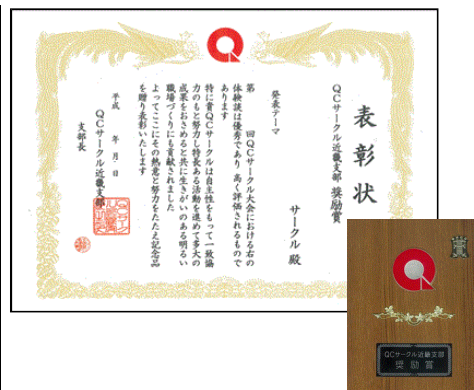 表彰状
QCサークル近畿支部 奨励賞
サークル 殿
発表テーマ
第 回QCサークル大会における右の
体験談は優秀であり、高く評価されるもので
あります
特に貴QCサークルは自主性をもって一致協
力のもと努力し特長ある活動を進めて多大の
成果をおさめると共に生きがいのある明るい
職場づくりにも貢献されました
よってここにその熱意と努力をたたえ記念品
を贈り表彰いたします
平成 年 月 日
QCサークル近畿支部
支部長
賞
QCサークル近畿支部
奨励賞